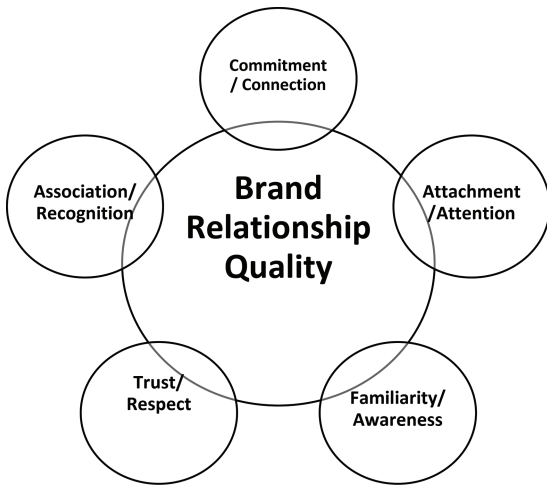 Commitment
/ Connection
Association/
Recognition
Brand
Relationship
Quality
Attachment
/Attention
Trust/
Respect
Familiarity/
Awareness